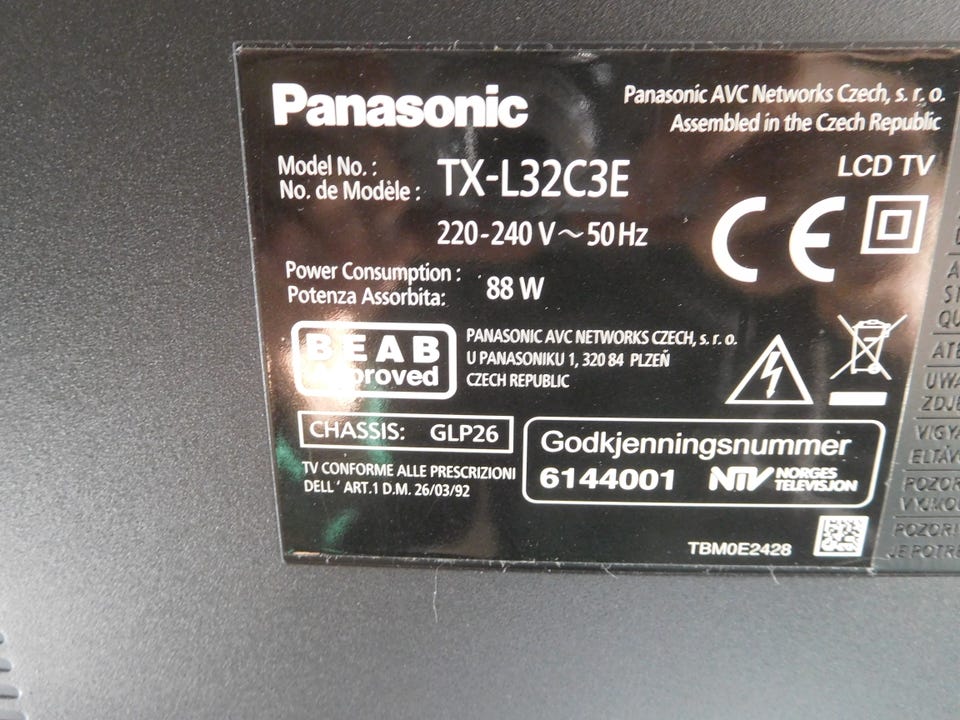 Panasonic
Panasonic AVC Networks Czech, s. r. o.
Assembled in the Czech Republic
Model No. :
No. de Modèle :
TX-L32C3E
LCD TV
220-240 V ~ 50 Hz
CE
Power Consumption :
Potenza Assorbita:
88 W
BEAB
Approved
PANASONIC AVC NETWORKS CZECH, s. r. o.
U PANASONIKU 1, 320 84 PLZEŇ
CZECH REPUBLIC
CHASSIS: GLP26
TV CONFORME ALLE PRESCRIZIONI
DELL' ART.1 D.M. 26/03/92
Godkjenningsnummer
6144001
NTV NORGES
TELEVISJON
TBM0E2428